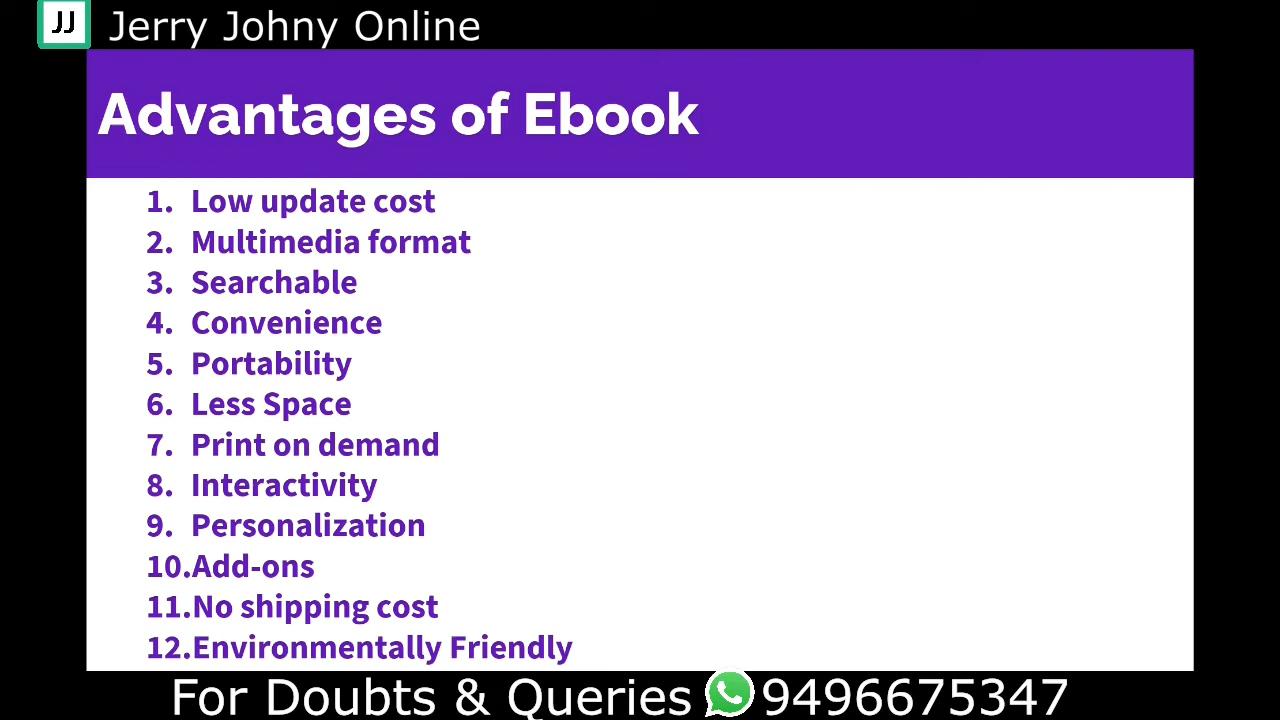 JJ Jerry Johny Online
Advantages of Ebook
1. Low update cost
2. Multimedia format
3. Searchable
4. Convenience
5. Portability
6. Less Space
7. Print on demand
8. Interactivity
9. Personalization
10.Add-ons
11.No shipping cost
12.Environmentally Friendly
For Doubts & Queries 9496675347